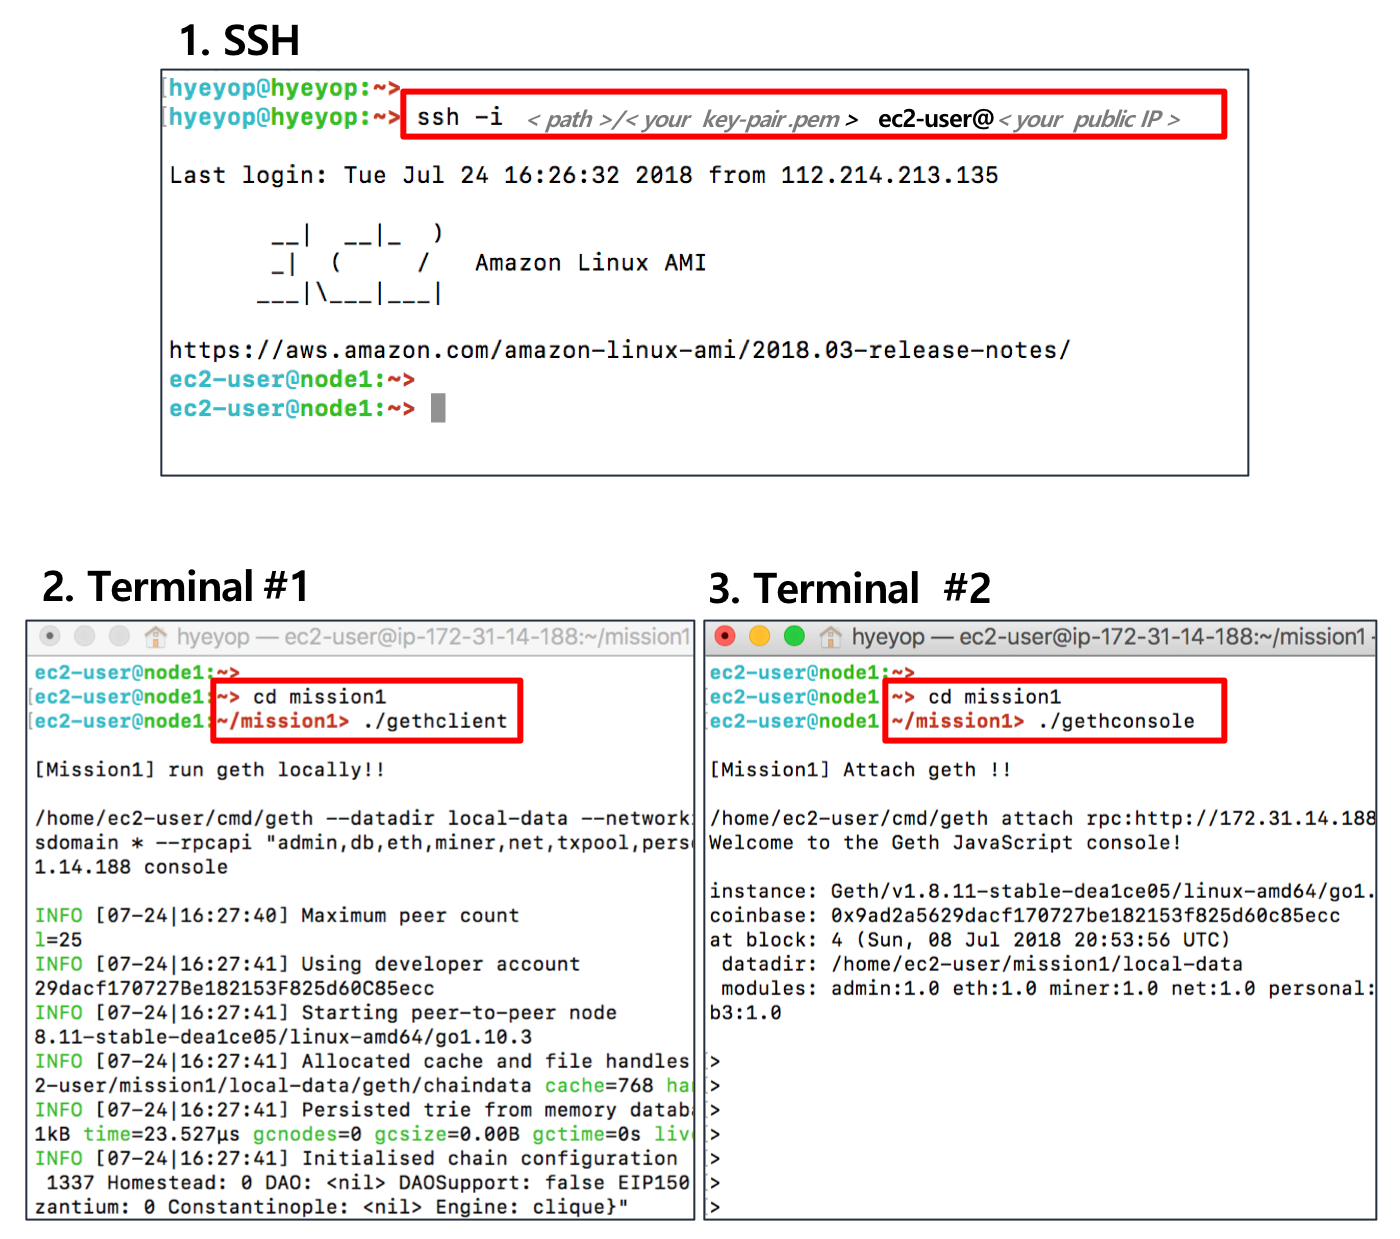 1. SSH
hyeyop@hyeyop:~>
hyeyop@hyeyop:~> ssh -i < path >/< your key-pair.pem > ec2-user@< your public IP >
Last login: Tue Jul 24 16:26:32 2018 from 112.214.213.135
__| __|_ )
_| ( / Amazon Linux AMI
___|\___|___|
https://aws.amazon.com/amazon-linux-ami/2018.03-release-notes/
ec2-user@node1:~>
ec2-user@node1:~>
2. Terminal #1
hyeyop — ec2-user@ip-172-31-14-188:~/mission1
ec2-user@node1:~>
ec2-user@node1:~> cd mission1
ec2-user@node1:~/mission1> ./gethclient
[Mission1] run geth locally!!
/home/ec2-user/cmd/geth --datadir local-data --network
sdomain * --rpcapi "admin,db,eth,miner,net,txpool,pers
1.14.188 console
INFO [07-24|16:27:40] Maximum peer count
l=25
INFO [07-24|16:27:41] Using developer account
29dacf170727Be182153F825d60C85ecc
INFO [07-24|16:27:41] Starting peer-to-peer node
8.11-stable-dea1ce05/linux-amd64/go1.10.3
INFO [07-24|16:27:41] Allocated cache and file handles
2-user/mission1/local-data/geth/chaindata cache=768 ha
INFO [07-24|16:27:41] Persisted trie from memory datab
1kB time=23.527µs gcnodes=0 gcsize=0.00B gctime=0s liv
INFO [07-24|16:27:41] Initialised chain configuration
1337 Homestead: 0 DAO: <nil> DAOSupport: false EIP150
zantium: 0 Constantinople: <nil> Engine: clique}"
3. Terminal #2
hyeyop — ec2-user@ip-172-31-14-188:~/mission1 -
ec2-user@node1:~>
ec2-user@node1:~> cd mission1
ec2-user@node1:~/mission1> ./gethconsole
[Mission1] Attach geth !!
/home/ec2-user/cmd/geth attach rpc:http://172.31.14.188
Welcome to the Geth JavaScript console!
instance: Geth/v1.8.11-stable-dea1ce05/linux-amd64/go1.
coinbase: 0x9ad2a5629dacf170727be182153f825d60c85ecc
at block: 4 (Sun, 08 Jul 2018 20:53:56 UTC)
datadir: /home/ec2-user/mission1/local-data
modules: admin:1.0 eth:1.0 miner:1.0 net:1.0 personal:
b3:1.0
>
>
>
>
>
>
>